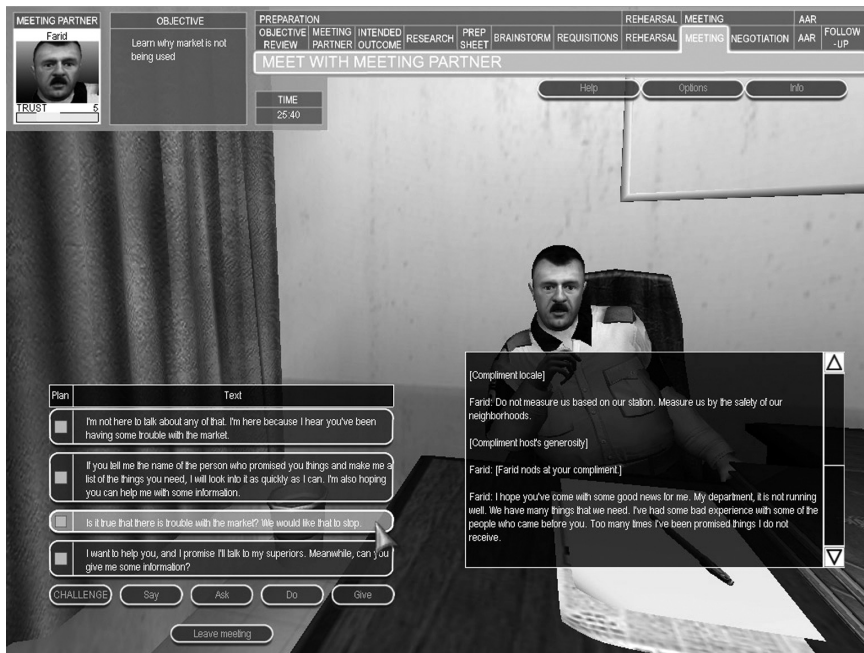 MEETING PARTNER
Farid
TRUST 5
OBJECTIVE
Learn why market is not
being used
PREPARATION REHEARSAL MEETING AAR
OBJECTIVE REVIEW MEETING PARTNER INTENDED OUTCOME RESEARCH PREP SHEET BRAINSTORM REQUISITIONS REHEARSAL MEETING NEGOTIATION AAR FOLLOW -UP
MEET WITH MEETING PARTNER
TIME
25:40
Help Options Info
Plan Text
I'm not here to talk about any of that. I'm here because I hear you've been
having some trouble with the market.
If you tell me the name of the person who promised you things and make me a
list of the things you need, I will look into it as quickly as I can. I'm also hoping
you can help me with some information.
Is it true that there is trouble with the market? We would like that to stop.
I want to help you, and I promise I'll talk to my superiors. Meanwhile, can you
give me some information?
CHALLENGE Say Ask Do Give
Leave meeting
[Compliment locale]
Farid: Do not measure us based on our station. Measure us by the safety of our
neighborhoods.
[Compliment host's generosity]
Farid: [Farid nods at your compliment.]
Farid: I hope you've come with some good news for me. My department, it is not running
well. We have many things that we need. I've had some bad experience with some of the
people who came before you. Too many times I've been promised things I do not
receive.